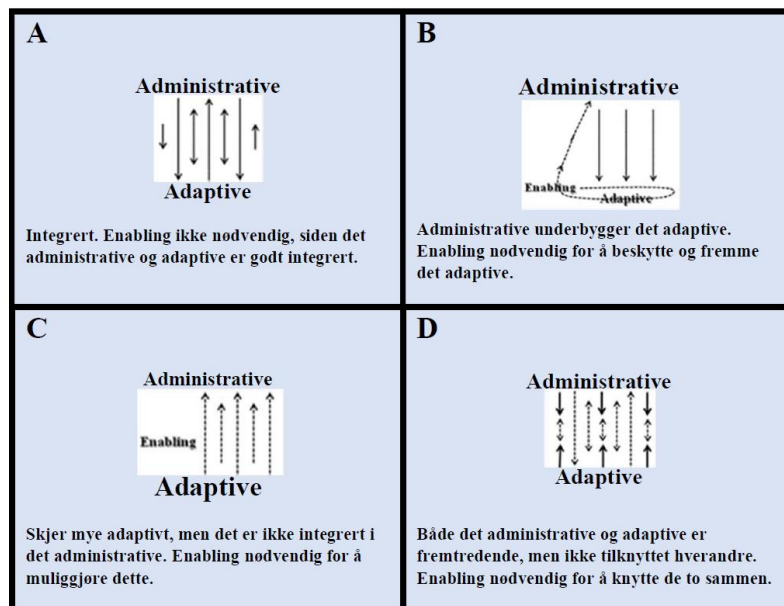 A
Administrative
Adaptive
Integrert. Enabling ikke nødvendig, siden det
administrative og adaptive er godt integrert.
B
Administrative
Enabling
Adaptive
Administrative underbygger det adaptive.
Enabling nødvendig for å beskytte og fremme
det adaptive.
C
Administrative
Enabling
Adaptive
Skjer mye adaptivt, men det er ikke integrert i
det administrative. Enabling nødvendig for å
muliggjøre dette.
D
Administrative
Adaptive
Både det administrative og adaptive er
fremtredende, men ikke tilknyttet hverandre.
Enabling nødvendig for å knytte de to sammen.